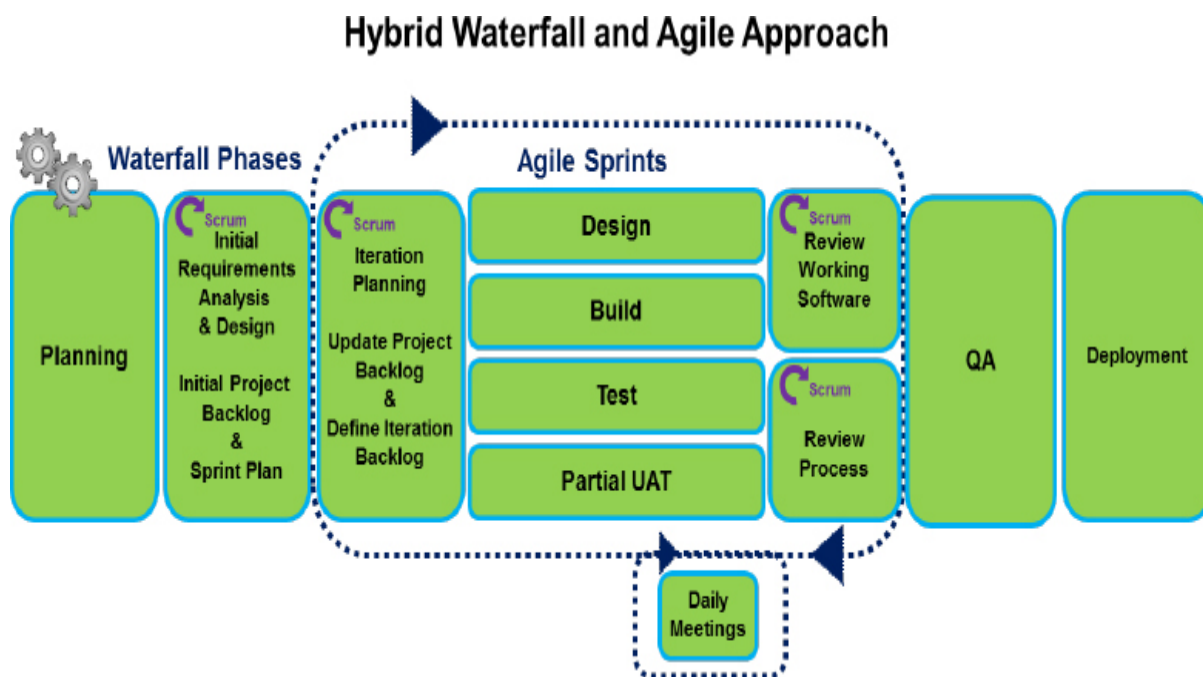 Hybrid Waterfall and Agile Approach
Waterfall Phases
Agile Sprints
Planning
Scrum
Initial
Requirements
Analysis
& Design
Initial Project
Backlog
&
Sprint Plan
Scrum
Iteration
Planning
Update Project
Backlog
&
Define Iteration
Backlog
Design
Build
Test
Partial UAT
Scrum
Review
Working
Software
Scrum
Review
Process
QA
Deployment
Daily
Meetings